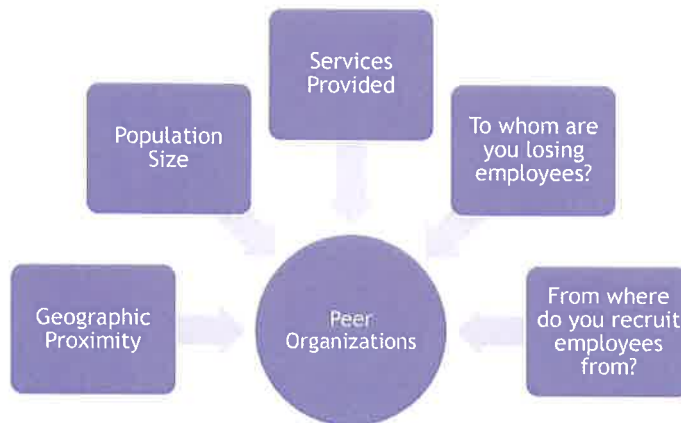 Services
Provided
Population
Size
To whom are
you losing
employees?
Geographic
Proximity
Peer
Organizations
From where
do you recruit
employees
from?